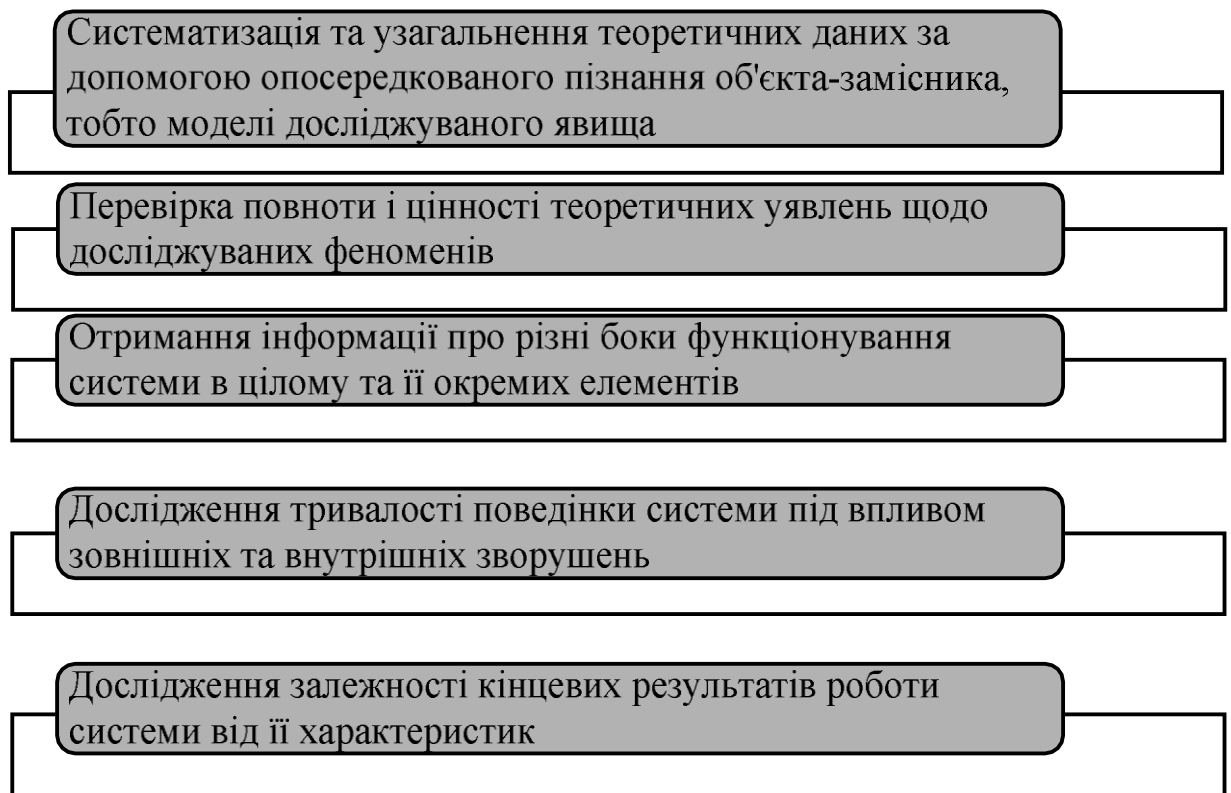 Систематизація та узагальнення теоретичних даних за
допомогою опосередкованого пізнання об'єкта-замісника,
тобто моделі досліджуваного явища
Перевірка повноти і цінності теоретичних уявлень щодо
досліджуваних феноменів
Отримання інформації про різні боки функціонування
системи в цілому та її окремих елементів
Дослідження тривалості поведінки системи під впливом
зовнішніх та внутрішніх зворушень
Дослідження залежності кінцевих результатів роботи
системи від її характеристик